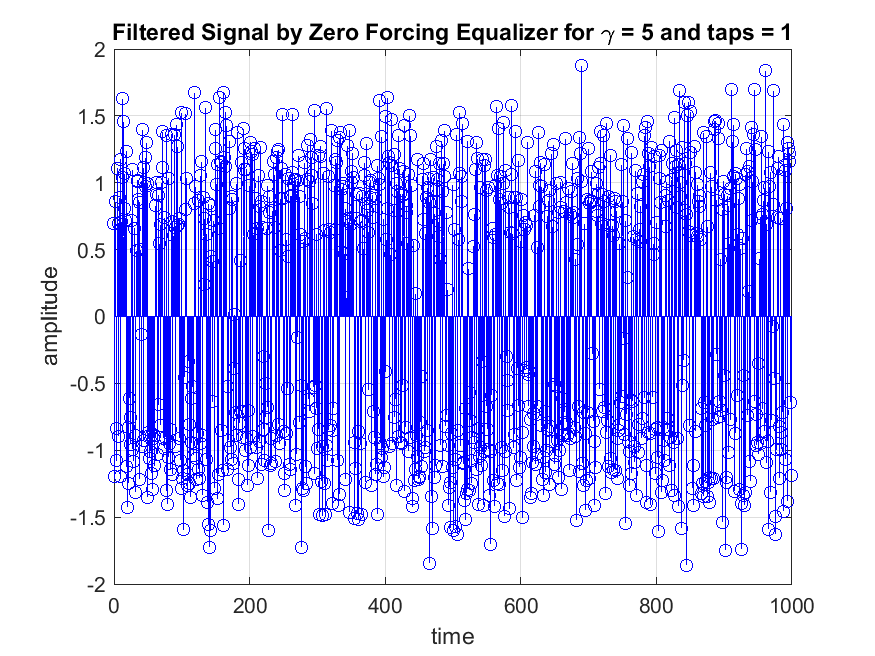 Filtered Signal by Zero Forcing Equalizer for γ = 5 and taps = 1
2
1.5
1
0.5
0
-0.5
-1
-1.5
-2
0 200 400 600 800 1000
amplitude
time